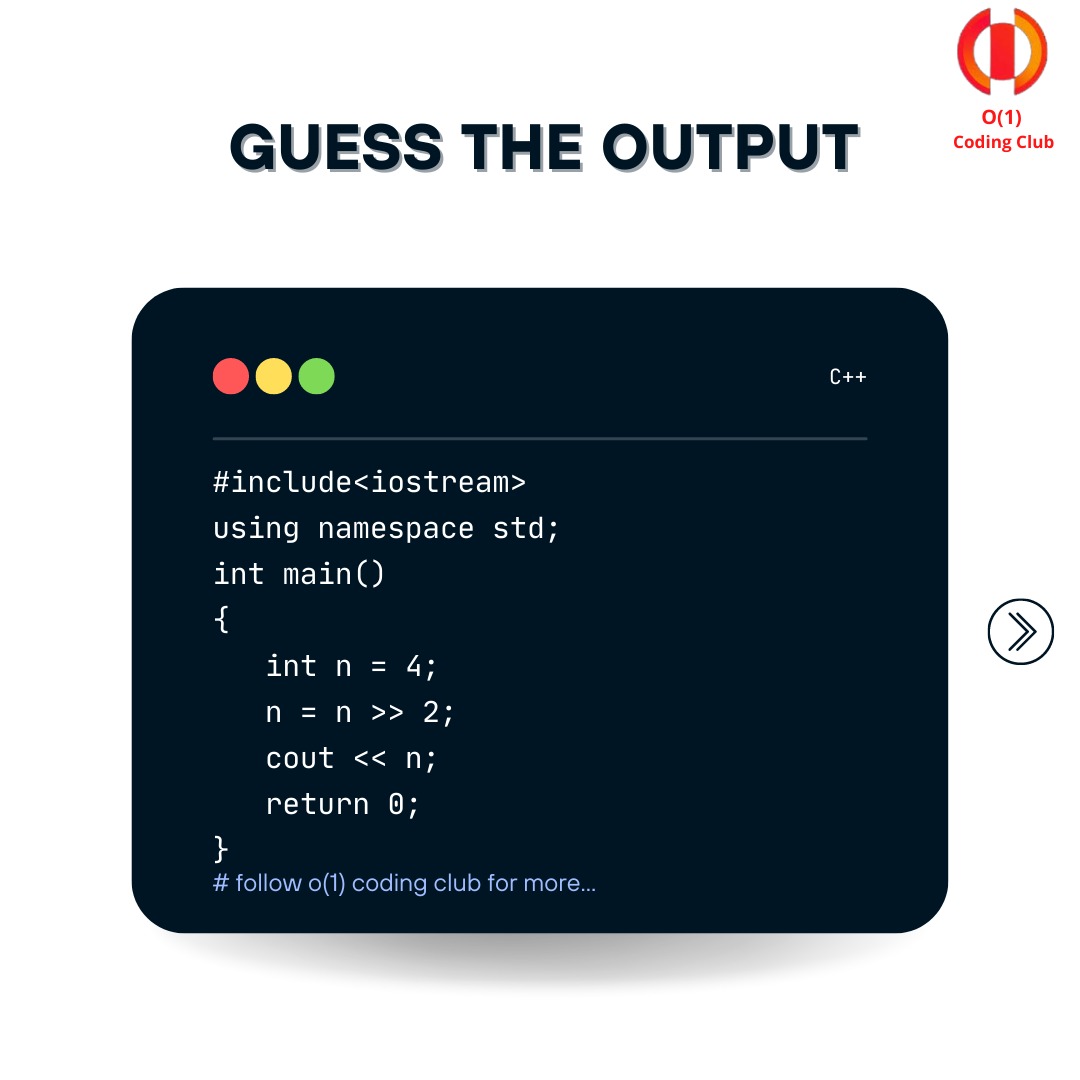 O(1)
Coding Club
GUESS THE OUTPUT
C++
#include<iostream>
using namespace std;
int main()
{
   int n = 4;
   n = n >> 2;
   cout << n;
   return 0;
}
# follow o(1) coding club for more...